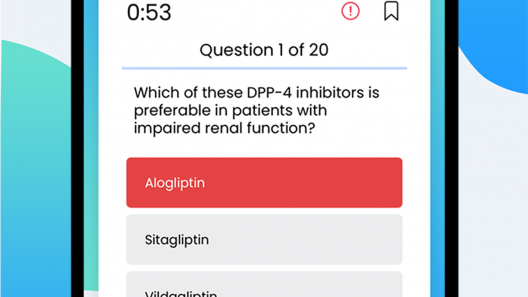 0:53
Question 1 of 20
Which of these DPP-4 inhibitors is
preferable in patients with
impaired renal function?
Alogliptin
Sitagliptin
Vildagliptin